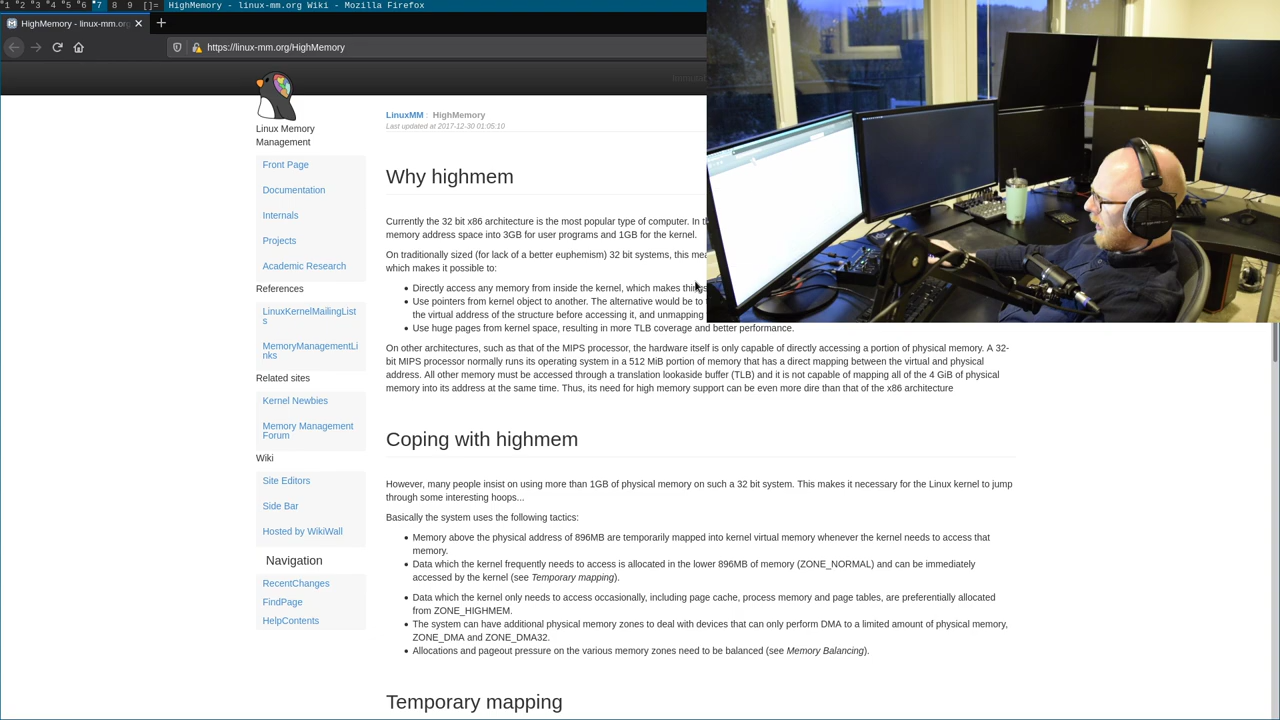 1 2 3 4 5 6 7 8 9 []= HighMemory - linux-mm.org Wiki - Mozilla Firefox
HighMemory - linux-mm.org
https://linux-mm.org/HighMemory
Linux Memory
Management
Front Page
Documentation
Internals
Projects
Academic Research
References
LinuxKernelMailingList
s
MemoryManagementLi
nks
Related sites
Kernel Newbies
Memory Management
Forum
Wiki
Site Editors
Side Bar
Hosted by WikiWall
Navigation
RecentChanges
FindPage
HelpContents
LinuxMM : HighMemory
Last updated at 2017-12-30 01:05:10
Why highmem
Currently the 32 bit x86 architecture is the most popular type of computer. In
memory address space into 3GB for user programs and 1GB for the kernel.
On traditionally sized (for lack of a better euphemism) 32 bit systems, this
which makes it possible to:
Directly access any memory from inside the kernel, which makes things
Use pointers from kernel object to another. The alternative would be to
the virtual address of the structure before accessing it, and unmapping
Use huge pages from kernel space, resulting in more TLB coverage and better performance.
On other architectures, such as that of the MIPS processor, the hardware itself is only capable of directly accessing a portion of physical memory. A 32-
bit MIPS processor normally runs its operating system in a 512 MiB portion of memory that has a direct mapping between the virtual and physical
address. All other memory must be accessed through a translation lookaside buffer (TLB) and it is not capable of mapping all of the 4 GiB of physical
memory into its address at the same time. Thus, its need for high memory support can be even more dire than that of the x86 architecture
Coping with highmem
However, many people insist on using more than 1GB of physical memory on such a 32 bit system. This makes it necessary for the Linux kernel to jump
through some interesting hoops...
Basically the system uses the following tactics:
Memory above the physical address of 896MB are temporarily mapped into kernel virtual memory whenever the kernel needs to access that
memory.
Data which the kernel frequently needs to access is allocated in the lower 896MB of memory (ZONE_NORMAL) and can be immediately
accessed by the kernel (see Temporary mapping).
Data which the kernel only needs to access occasionally, including page cache, process memory and page tables, are preferentially allocated
from ZONE_HIGHMEM.
The system can have additional physical memory zones to deal with devices that can only perform DMA to a limited amount of physical memory,
ZONE_DMA and ZONE_DMA32.
Allocations and pageout pressure on the various memory zones need to be balanced (see Memory Balancing).
Temporary mapping